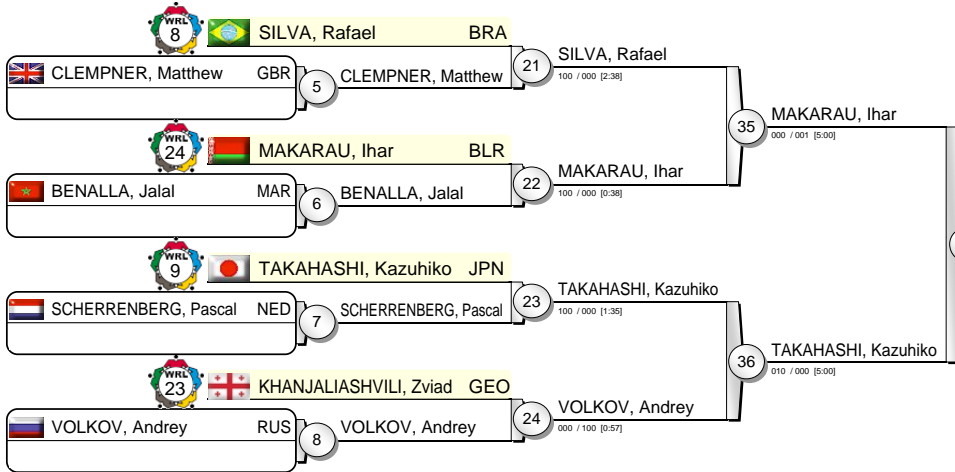 WRL
8
SILVA, Rafael BRA
CLEMPNER, Matthew GBR
5
CLEMPNER, Matthew
21
SILVA, Rafael
100 / 000 [2:38]
WRL
24
MAKARAU, Ihar BLR
BENALLA, Jalal MAR
6
BENALLA, Jalal
22
MAKARAU, Ihar
100 / 000 [0:38]
35
MAKARAU, Ihar
000 / 001 [5:00]
WRL
9
TAKAHASHI, Kazuhiko JPN
SCHERRENBERG, Pascal NED
7
SCHERRENBERG, Pascal
23
TAKAHASHI, Kazuhiko
100 / 000 [1:35]
WRL
23
KHANJALIASHVILI, Zviad GEO
VOLKOV, Andrey RUS
8
VOLKOV, Andrey
24
VOLKOV, Andrey
000 / 100 [0:57]
36
TAKAHASHI, Kazuhiko
010 / 000 [5:00]